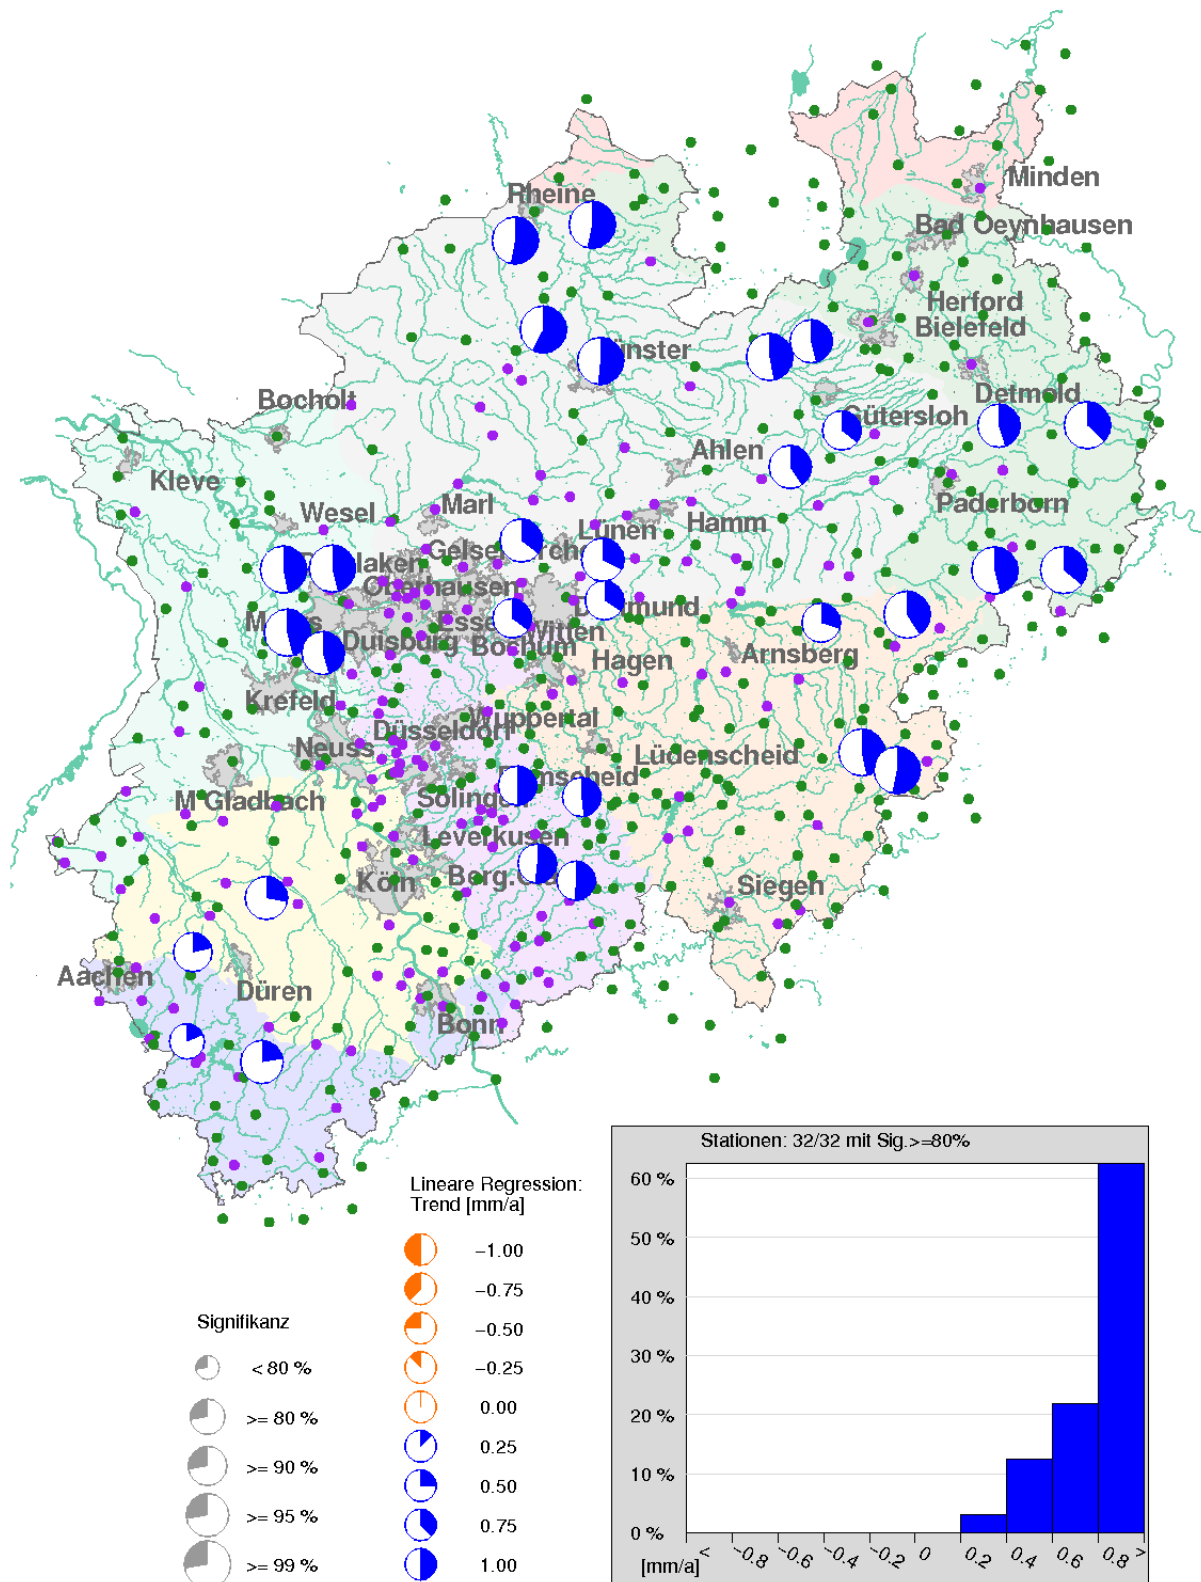 Minden
Rheine
Bad Oeynhausen
Herford
Bielefeld
ünster
Detmold
Bocholt
Gütersloh
Ahlen
Kleve
Paderborn
Marl
Wesel
Hamm
Lünen
Oberhausen
Duisburg
Bochum
Witten
Hagen
Arnsberg
Krefeld
Wuppertal
Düsseldorf
Neuss
Lüdenscheid
M Gladbach
Leverkusen
Köln
Siegen
Aachen
Düren
Bonn
Stationen: 32/32 mit Sig.>=80%
60 %
50 %
40 %
30 %
20 %
10 %
0 %
[mm/a]
<
−0.8
−0.6
−0.4
−0.2
0
0.2
0.4
0.6
0.8
>
Lineare Regression:
Trend [mm/a]
−1.00
−0.75
−0.50
−0.25
0.00
0.25
0.50
0.75
1.00
Signifikanz
< 80 %
>= 80 %
>= 90 %
>= 95 %
>= 99 %